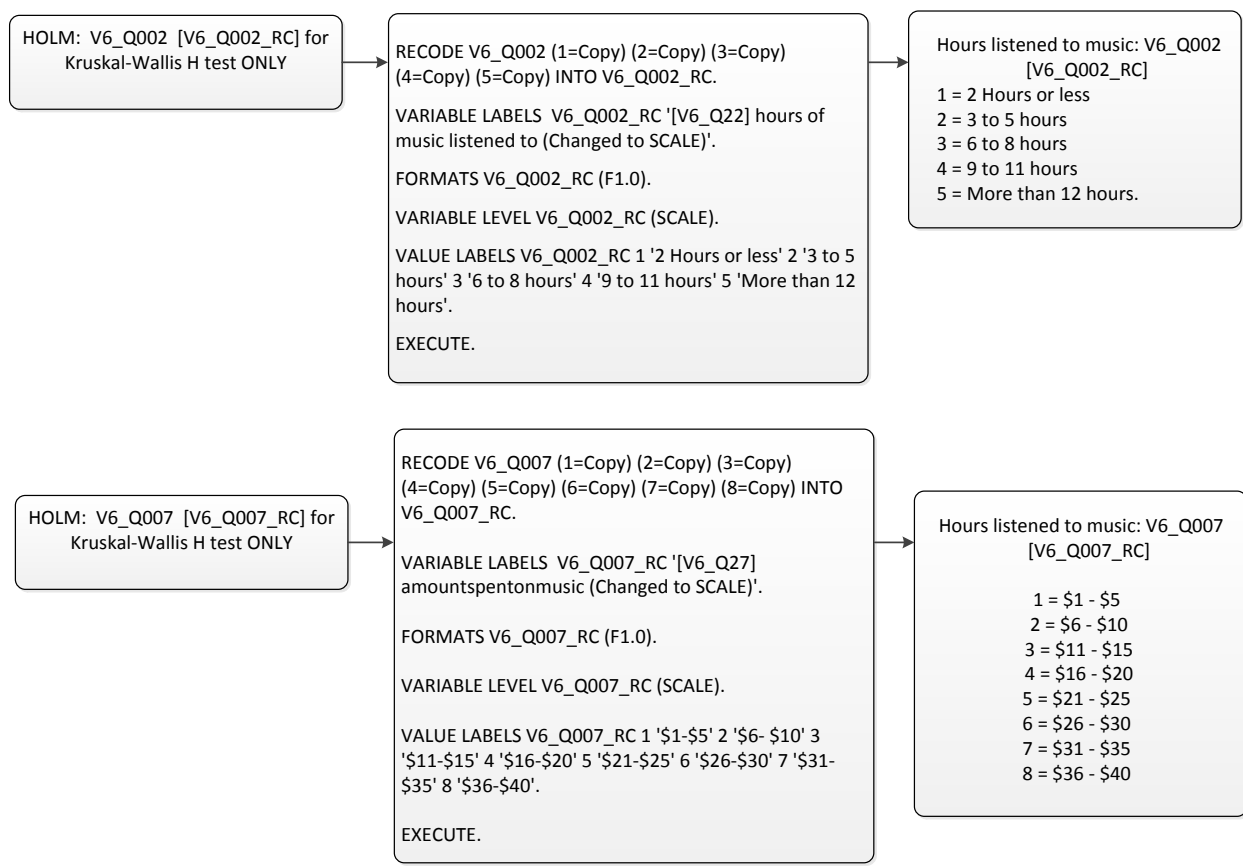 HOLM:  V6_Q002  [V6_Q002_RC] for
Kruskal-Wallis H test ONLY
RECODE V6_Q002 (1=Copy) (2=Copy) (3=Copy)
(4=Copy) (5=Copy) INTO V6_Q002_RC.
VARIABLE LABELS  V6_Q002_RC '[V6_Q22] hours of
music listened to (Changed to SCALE)'.
FORMATS V6_Q002_RC (F1.0).
VARIABLE LEVEL V6_Q002_RC (SCALE).
VALUE LABELS V6_Q002_RC 1 '2 Hours or less' 2 '3 to 5
hours' 3 '6 to 8 hours' 4 '9 to 11 hours' 5 'More than 12
hours'.
EXECUTE.
Hours listened to music: V6_Q002
[V6_Q002_RC]
1 = 2 Hours or less
2 = 3 to 5 hours
3 = 6 to 8 hours
4 = 9 to 11 hours
5 = More than 12 hours.
HOLM:  V6_Q007  [V6_Q007_RC] for
Kruskal-Wallis H test ONLY
RECODE V6_Q007 (1=Copy) (2=Copy) (3=Copy)
(4=Copy) (5=Copy) (6=Copy) (7=Copy) (8=Copy) INTO
V6_Q007_RC.
VARIABLE LABELS  V6_Q007_RC '[V6_Q27]
amountspentonmusic (Changed to SCALE)'.
FORMATS V6_Q007_RC (F1.0).
VARIABLE LEVEL V6_Q007_RC (SCALE).
VALUE LABELS V6_Q007_RC 1 '$1-$5' 2 '$6- $10' 3
'$11-$15' 4 '$16-$20' 5 '$21-$25' 6 '$26-$30' 7 '$31-
$35' 8 '$36-$40'.
EXECUTE.
Hours listened to music: V6_Q007
[V6_Q007_RC]
1 = $1 - $5
2 = $6 - $10
3 = $11 - $15
4 = $16 - $20
5 = $21 - $25
6 = $26 - $30
7 = $31 - $35
8 = $36 - $40